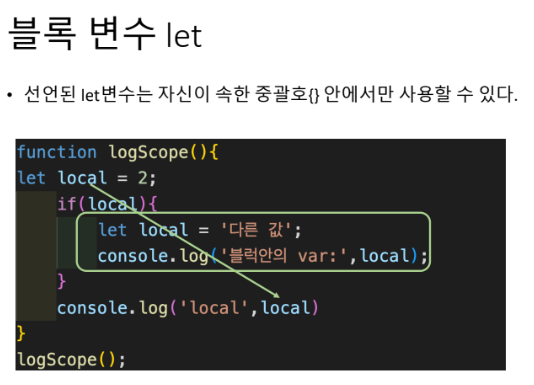 블록 변수 let
• 선언된 let변수는 자신이 속한 중괄호{} 안에서만 사용할 수 있다.
function logScope(){
let local = 2;
if(local){
let local = '다른 값';
console.log('블럭안의 var:',local);
}
console.log('local',local)
}
logScope();